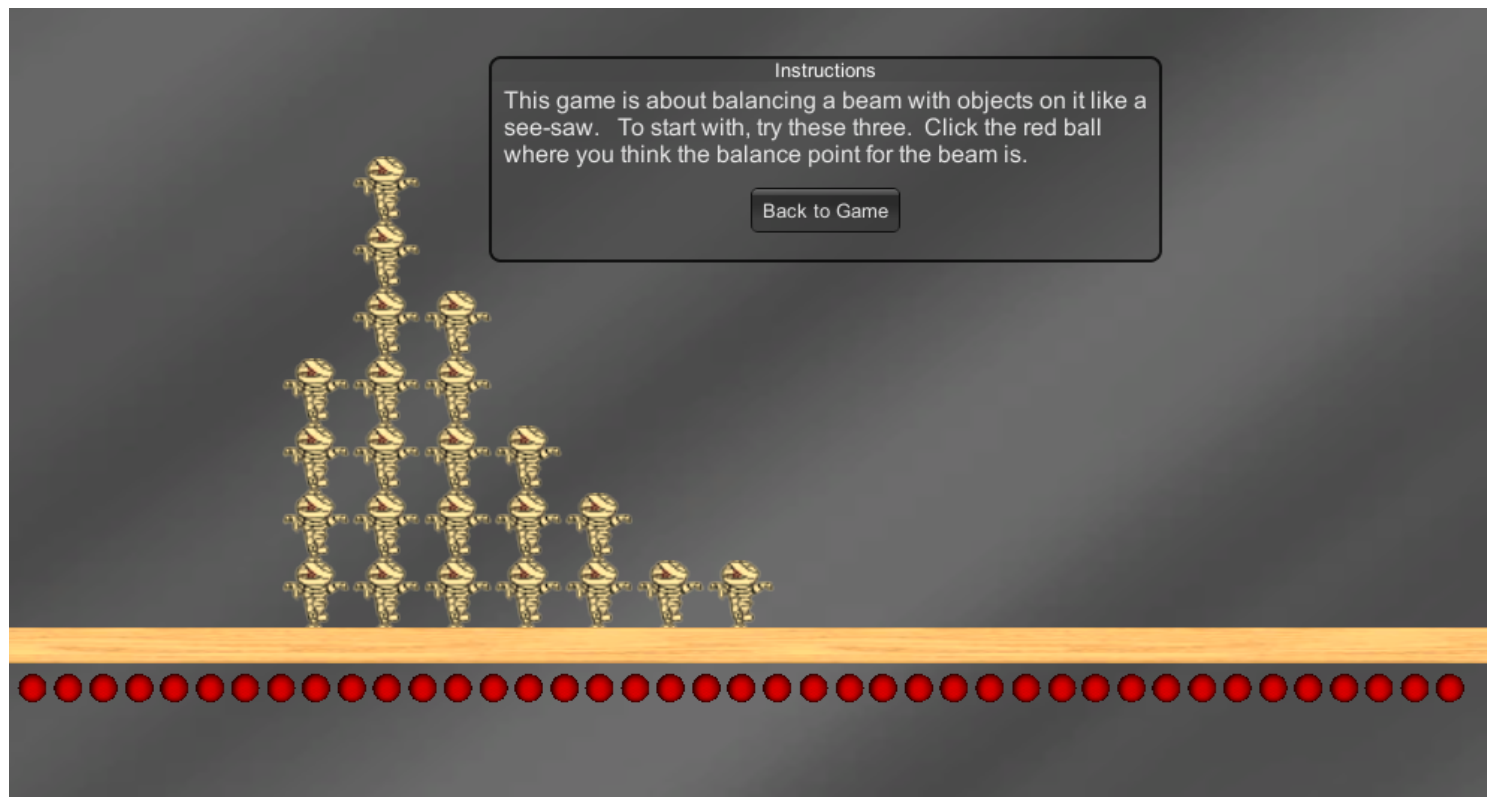 Instructions
This game is about balancing a beam with objects on it like a
see-saw.   To start with, try these three.  Click the red ball
where you think the balance point for the beam is.
Back to Game